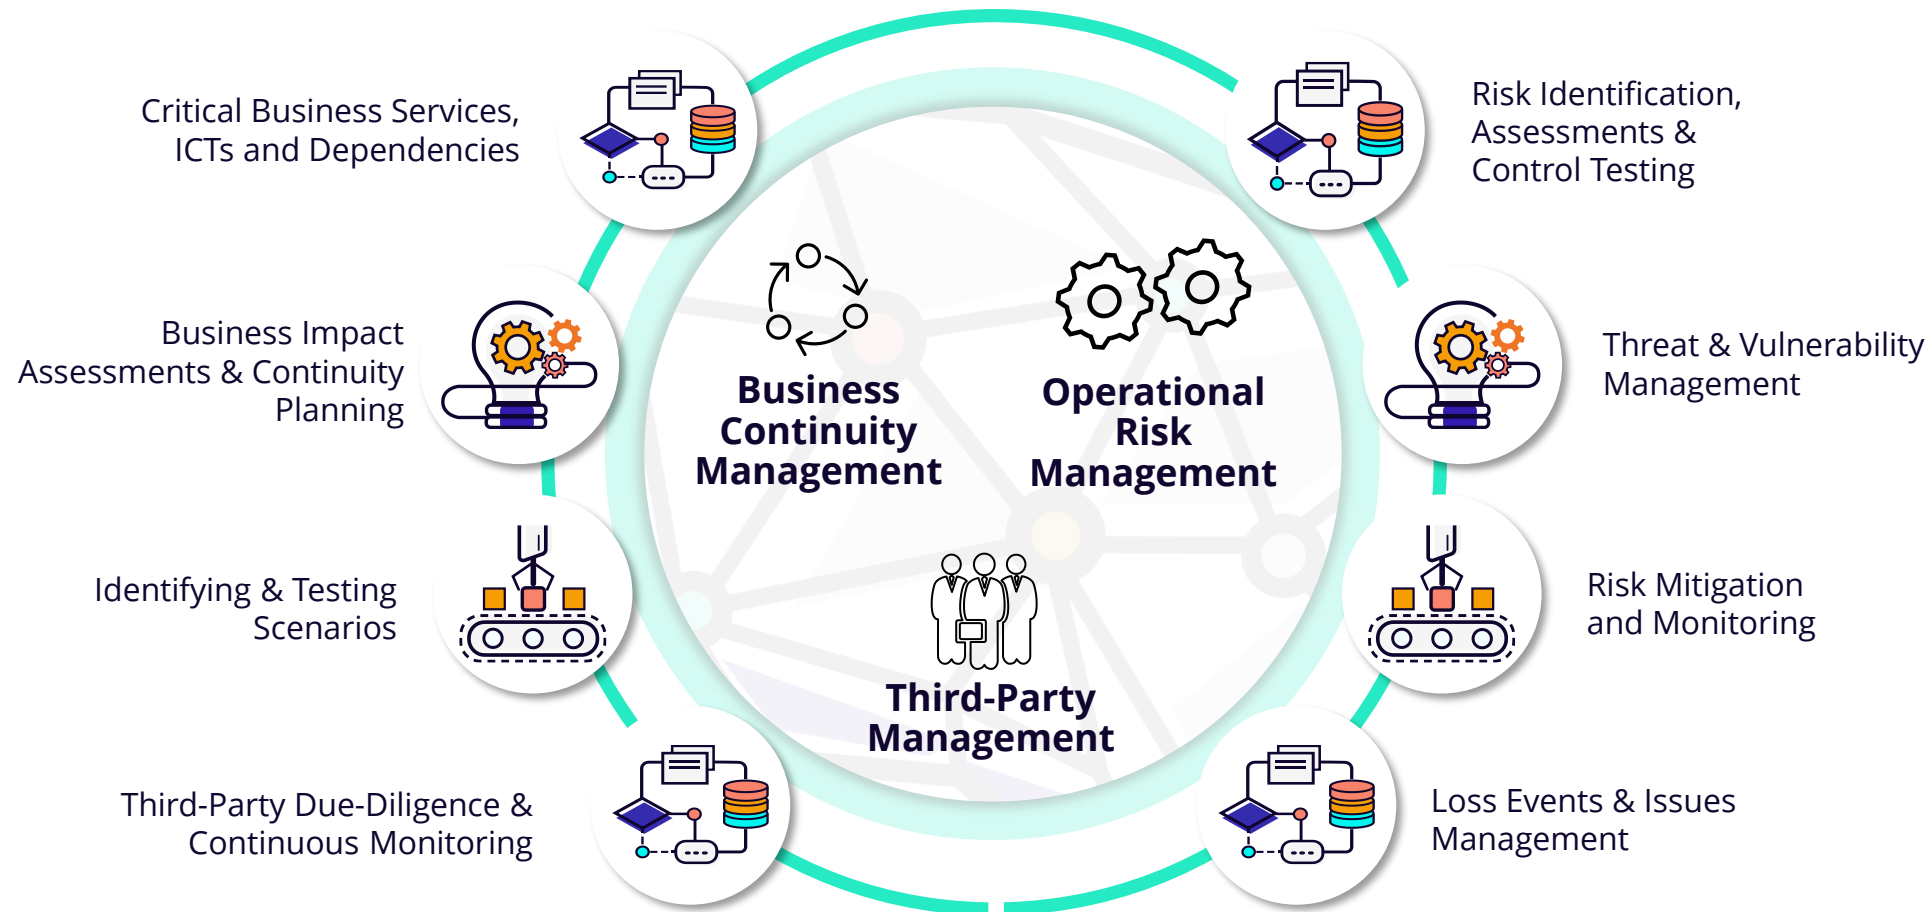 Critical Business Services,
ICTs and Dependencies
Business Impact
Assessments & Continuity
Planning
Identifying & Testing
Scenarios
Third-Party Due-Diligence &
Continuous Monitoring
Business
Continuity
Management
Operational
Risk
Management
Third-Party
Management
Risk Identification,
Assessments &
Control Testing
Threat & Vulnerability
Management
Risk Mitigation
and Monitoring
Loss Events & Issues
Management